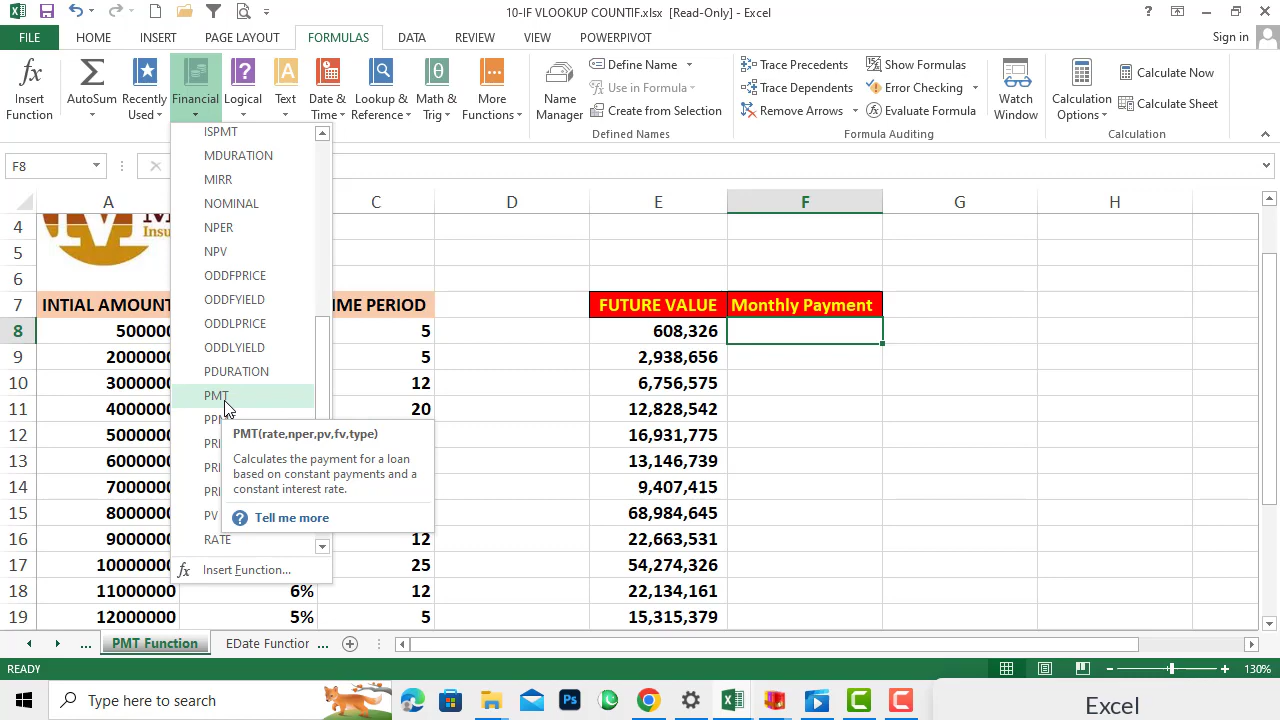 10-IF VLOOKUP COUNTIF.xlsx [Read-Only] - Excel
FILE HOME INSERT PAGE LAYOUT FORMULAS DATA REVIEW VIEW POWERPIVOT Sign in
Insert Function
AutoSum
Recently Used
Financial
Logical
Text
Date & Time
Lookup & Reference
Math & Trig
More Functions
Name Manager
Define Name
Use in Formula
Create from Selection
Defined Names
Trace Precedents
Trace Dependents
Remove Arrows
Show Formulas
Error Checking
Evaluate Formula
Formula Auditing
Watch Window
Calculation Options
Calculate Now
Calculate Sheet
Calculation
F8
ISPMT
MDURATION
MIRR
NOMINAL
NPER
NPV
ODDFPRICE
ODDFYIELD
ODDLPRICE
ODDLYIELD
PDURATION
PMT
PV
RATE
Insert Function...
PMT(rate,nper,pv,fv,type)
Calculates the payment for a loan
based on constant payments and a
constant interest rate.
Tell me more
A C D E F G H
4
5
6
7 INTIAL AMOUNT IME PERIOD FUTURE VALUE Monthly Payment
8 500000 5 608,326
9 2000000 5 2,938,656
10 3000000 12 6,756,575
11 4000000 20 12,828,542
12 5000000 16,931,775
13 6000000 13,146,739
14 7000000 9,407,415
15 8000000 68,984,645
16 9000000 12 22,663,531
17 10000000 25 54,274,326
18 11000000 6% 12 22,134,161
19 12000000 5% 5 15,315,379
... PMT Function EDate Functior ...
READY 130%
Type here to search
Excel